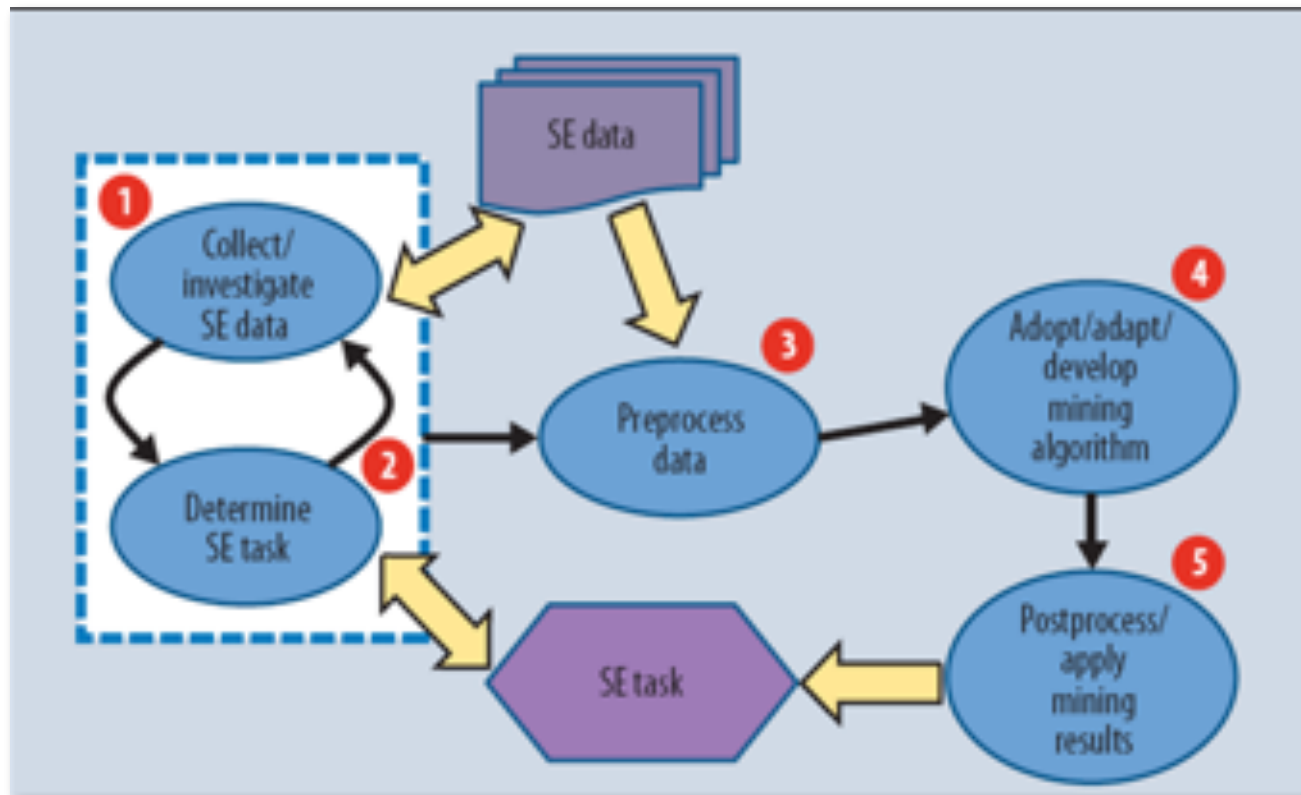 SE data
1
Collect/
investigate
SE data
2
Determine
SE task
3
Preprocess
data
4
Adopt/adapt/
develop
mining
algorithm
5
Postprocess/
apply
mining
results
SE task